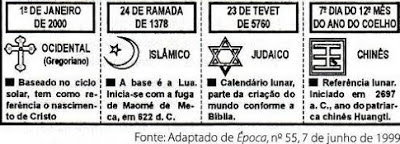 1º DE JANEIRO
DE 2000
OCIDENTAL
(Gregoriano)
■ Baseado no ciclo
solar, tem como re-
ferência o nascimen-
to de Cristo
24 DE RAMADA
DE 1378
ISLÂMICO
■ A base é a Lua.
Inicia-se com a fuga
de Maomé de Me-
ca, em 622 d. C.
23 DE TEVET
DE 5760
JUDAICO
■ Calendário lunar,
parte da criação do
mundo conforme a
Bíblia.
7º DIA DO 12º MÊS
DO ANO DO COELHO
CHINÊS
■ Referência lunar.
Iniciado em 2697
a. C., ano do patriar-
ca chinês Huangti.
Fonte: Adaptado de Época, nº 55, 7 de junho de 1999